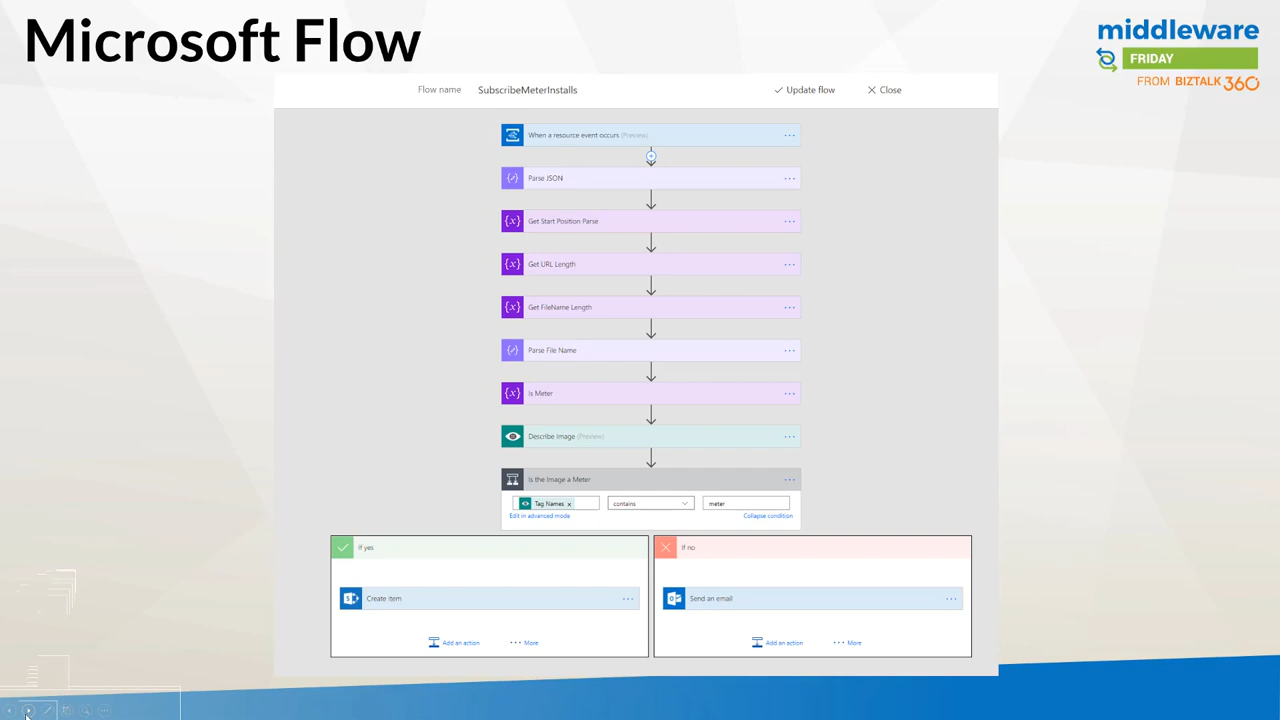 Microsoft Flow
middleware
FRIDAY
FROM BIZTALK360
Flow name SubscribeMeterInstalls Update flow Close
When a resource event occurs (Preview)
Parse JSON
Get Start Position Parse
Get URL Length
Get FileName Length
Parse File Name
Is Meter
Describe Image (Preview)
Is the Image a Meter
Tag Names x contains meter
Edit in advanced mode Collapse condition
If yes
If no
Create item
Send an email
Add an action More
Add an action More